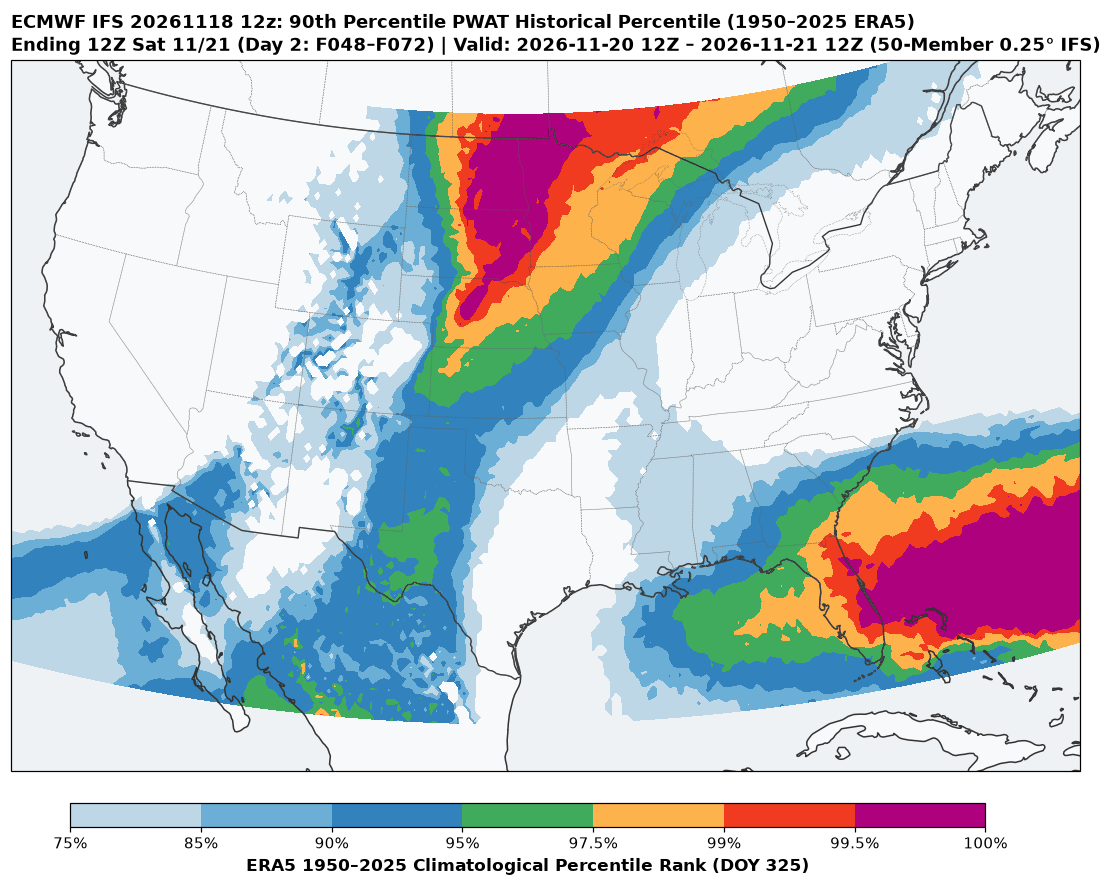 ECMWF IFS 20261118 12z: 90th Percentile PWAT Historical Percentile (1950–2025 ERA5)
Ending 12Z Sat 11/21 (Day 2: F048–F072) | Valid: 2026-11-20 12Z – 2026-11-21 12Z (50-Member 0.25° IFS)
75% 85% 90% 95% 97.5% 99% 99.5% 100%
ERA5 1950–2025 Climatological Percentile Rank (DOY 325)